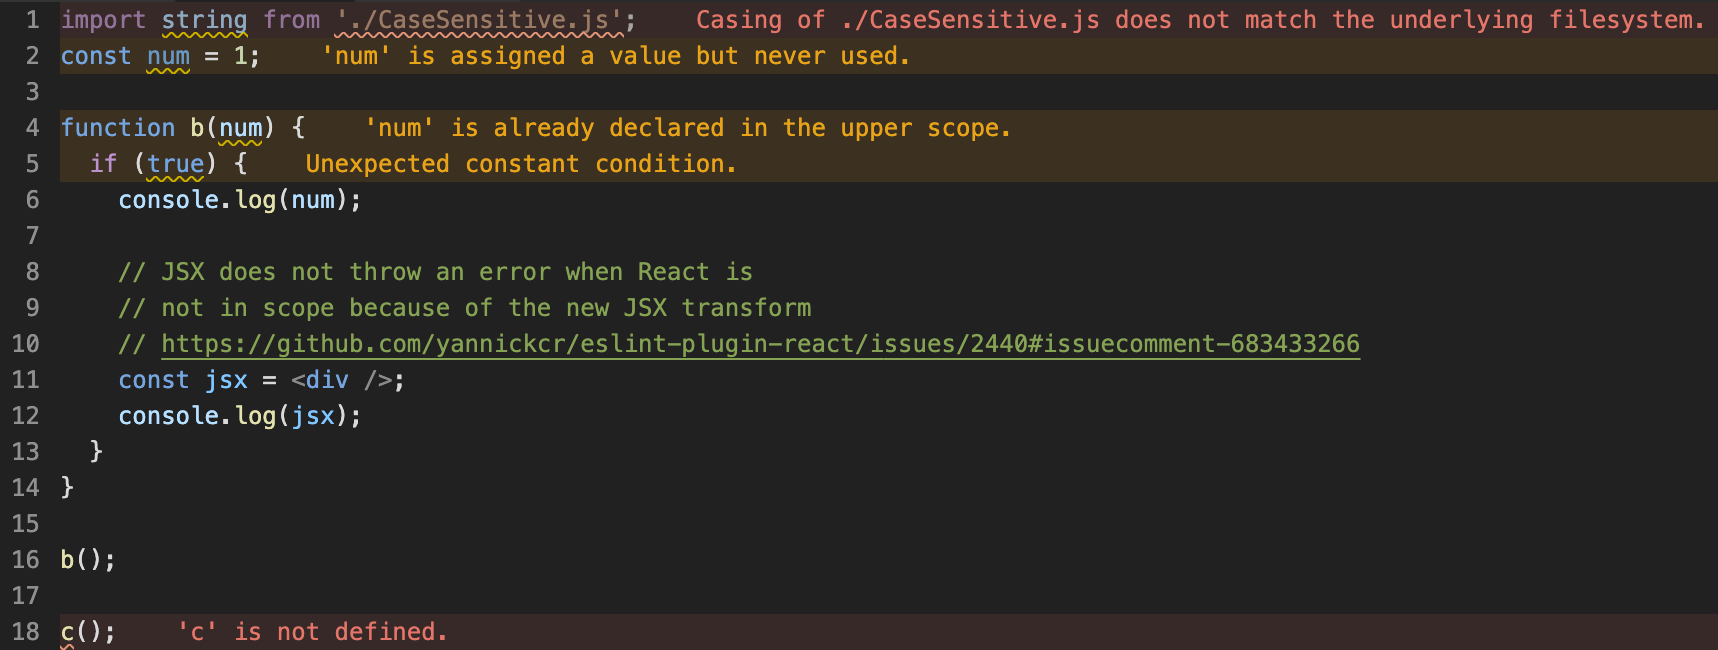 1 import string from './CaseSensitive.js'; Casing of ./CaseSensitive.js does not match the underlying filesystem.
2 const num = 1; 'num' is assigned a value but never used.
3
4 function b(num) { 'num' is already declared in the upper scope.
5 if (true) { Unexpected constant condition.
6 console.log(num);
7
8 // JSX does not throw an error when React is
9 // not in scope because of the new JSX transform
10 // https://github.com/yannickcr/eslint-plugin-react/issues/2440#issuecomment-683433266
11 const jsx = <div />;
12 console.log(jsx);
13 }
14 }
15
16 b();
17
18 c(); 'c' is not defined.